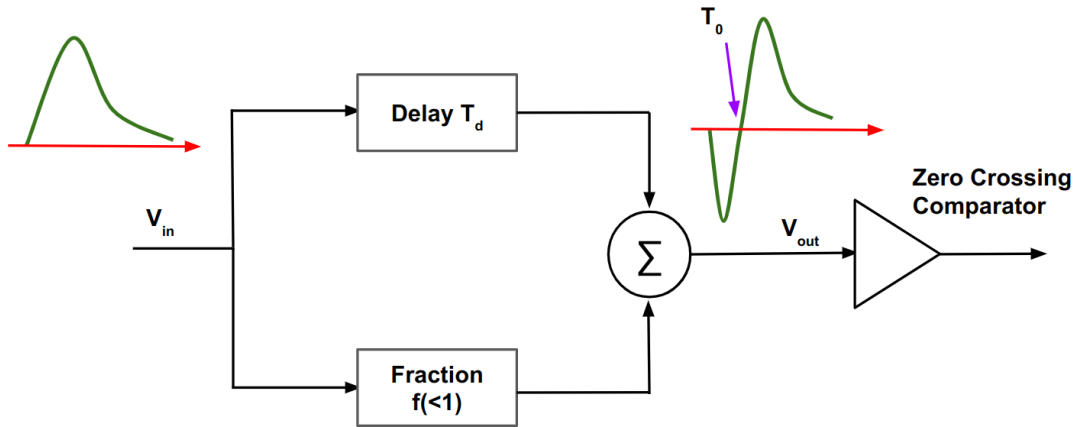 T0
Delay Td
Vin
Σ
Vout
Zero Crossing
Comparator
Fraction
f(<1)